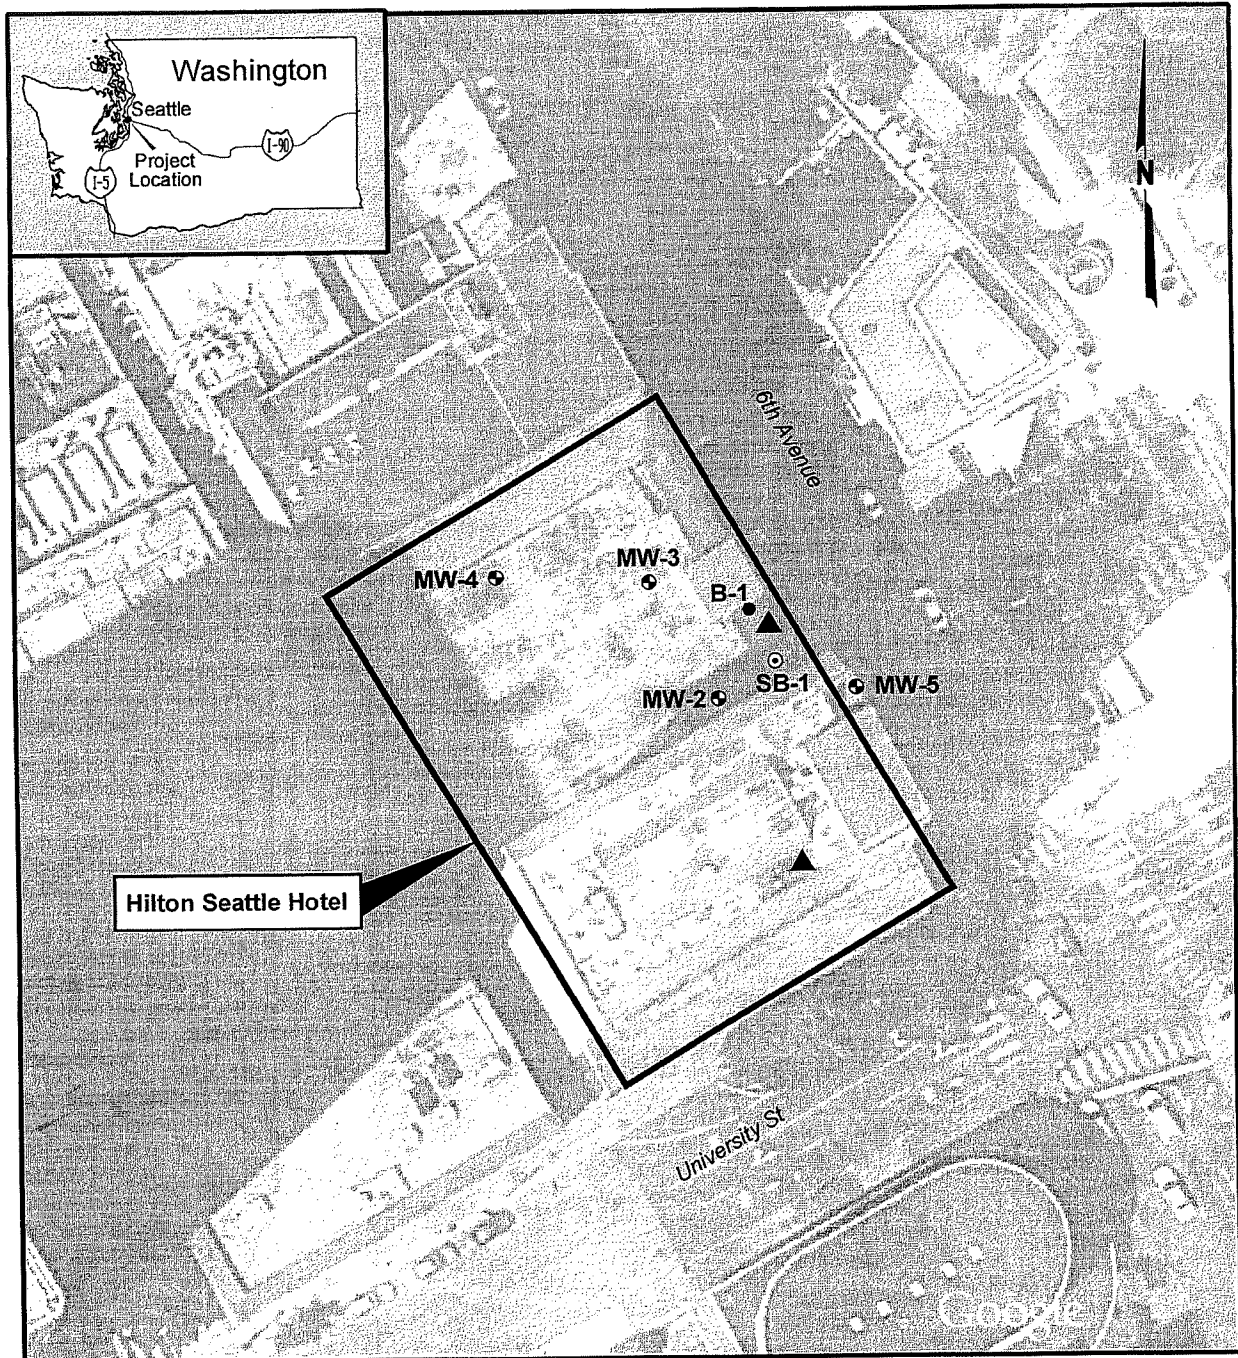 Washington
Seattle
I-90
Project
Location
I-5
N
6th Avenue
MW-3
MW-4
B-1
SB-1
MW-5
MW-2
Hilton Seattle Hotel
University St
Google